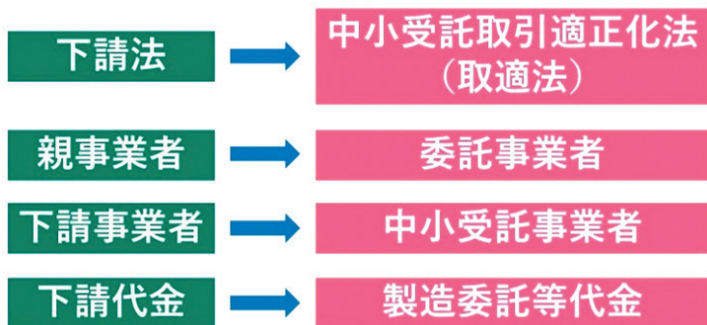 下請法
中小受託取引適正化法
（取適法）
親事業者
委託事業者
下請事業者
中小受託事業者
下請代金
製造委託等代金